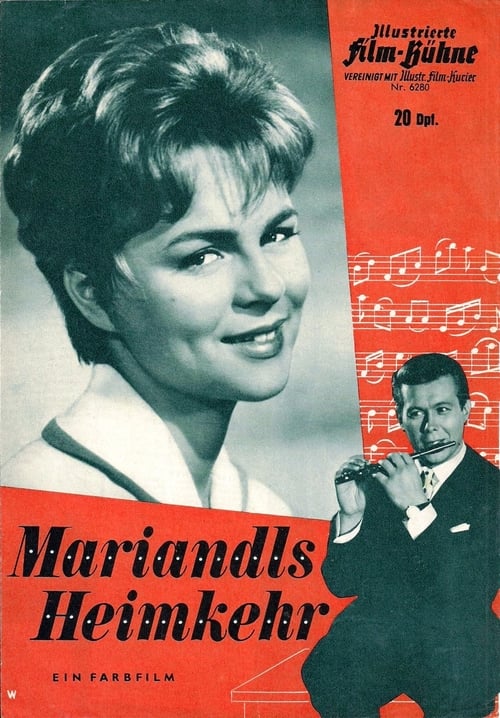 Illustrierte
Film-Bühne
VEREINIGT MIT Illustr. Film-Kurier
Nr. 6280
20 Dpf.
Mariandls
Heimkehr
EIN FARBFILM
W